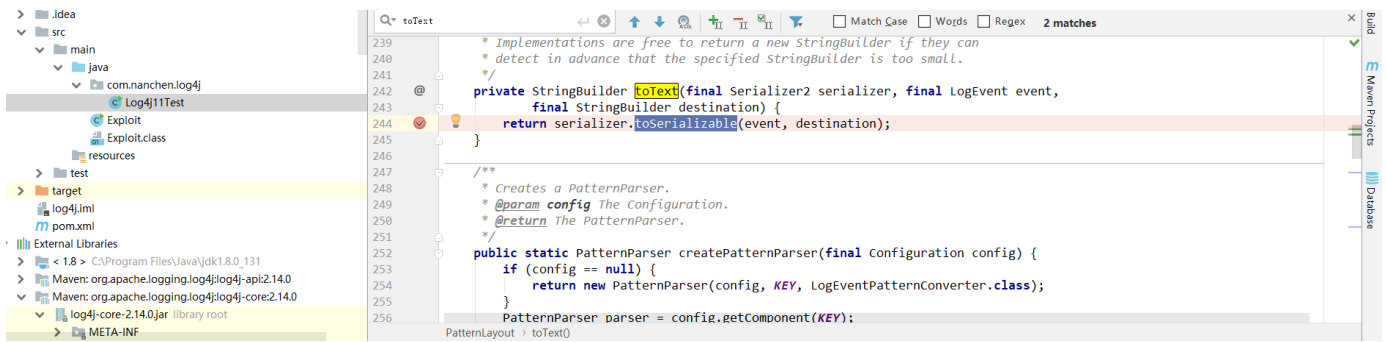 .idea
src
main
java
com.nanchen.log4j
Log4j11Test
Exploit
Exploit.class
resources
test
target
log4j.iml
pom.xml
External Libraries
< 1.8 > C:\Program Files\Java\jdk1.8.0_131
Maven: org.apache.logging.log4j:log4j-api:2.14.0
Maven: org.apache.logging.log4j:log4j-core:2.14.0
log4j-core-2.14.0.jar library root
META-INF
toText Match Case Words Regex 2 matches
239 * Implementations are free to return a new StringBuilder if they can
240 * detect in advance that the specified StringBuilder is too small.
241 */
242 @ private StringBuilder toText(final Serializer2 serializer, final LogEvent event,
243 final StringBuilder destination) {
244 return serializer.toSerializable(event, destination);
245 }
246
247 /**
248 * Creates a PatternParser.
249 * @param config The Configuration.
250 * @return The PatternParser.
251 */
252 public static PatternParser createPatternParser(final Configuration config) {
253 if (config == null) {
254 return new PatternParser(config, KEY, LogEventPatternConverter.class);
255 }
256 PatternParser parser = config.getComponent(KEY);
PatternLayout › toText()
Build
Maven Projects
Database